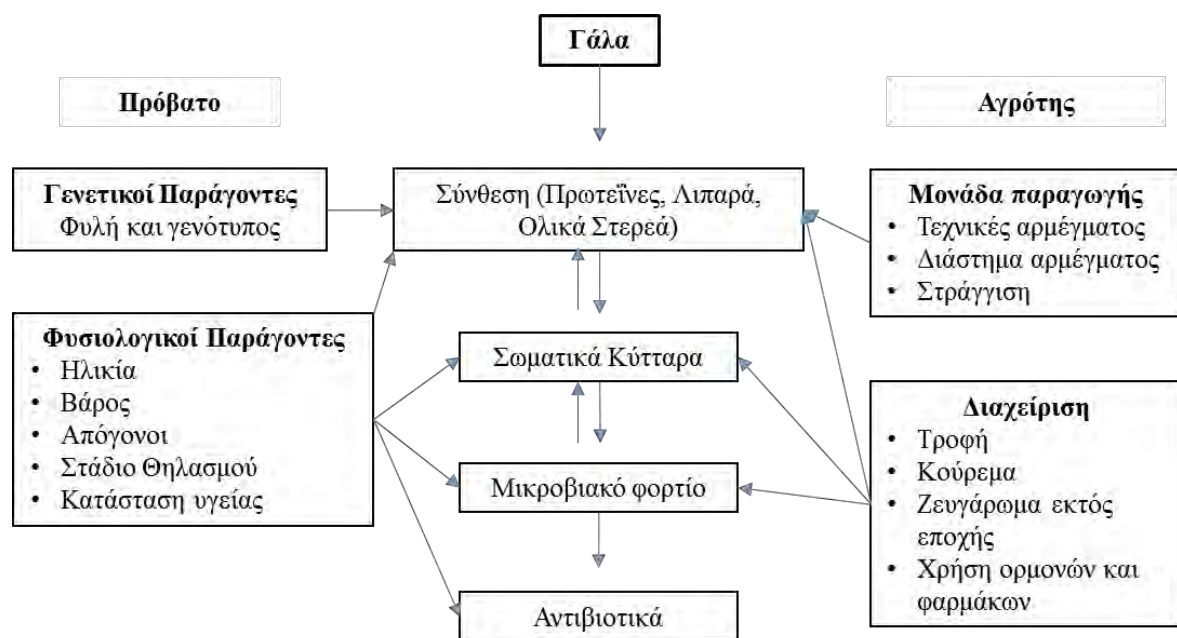 Γάλα
Πρόβατο
Αγρότης
Γενετικοί Παράγοντες
Φυλή και γενότυπος
Σύνθεση (Πρωτεΐνες, Λιπαρά,
Ολικά Στερεά)
Μονάδα παραγωγής
• Τεχνικές αρμέγματος
• Διάστημα αρμέγματος
• Στράγγιση
Φυσιολογικοί Παράγοντες
• Ηλικία
• Βάρος
• Απόγονοι
• Στάδιο Θηλασμού
• Κατάσταση υγείας
Σωματικά Κύτταρα
Μικροβιακό φορτίο
Αντιβιοτικά
Διαχείριση
• Τροφή
• Κούρεμα
• Ζευγάρωμα εκτός
εποχής
• Χρήση ορμονών και
φαρμάκων